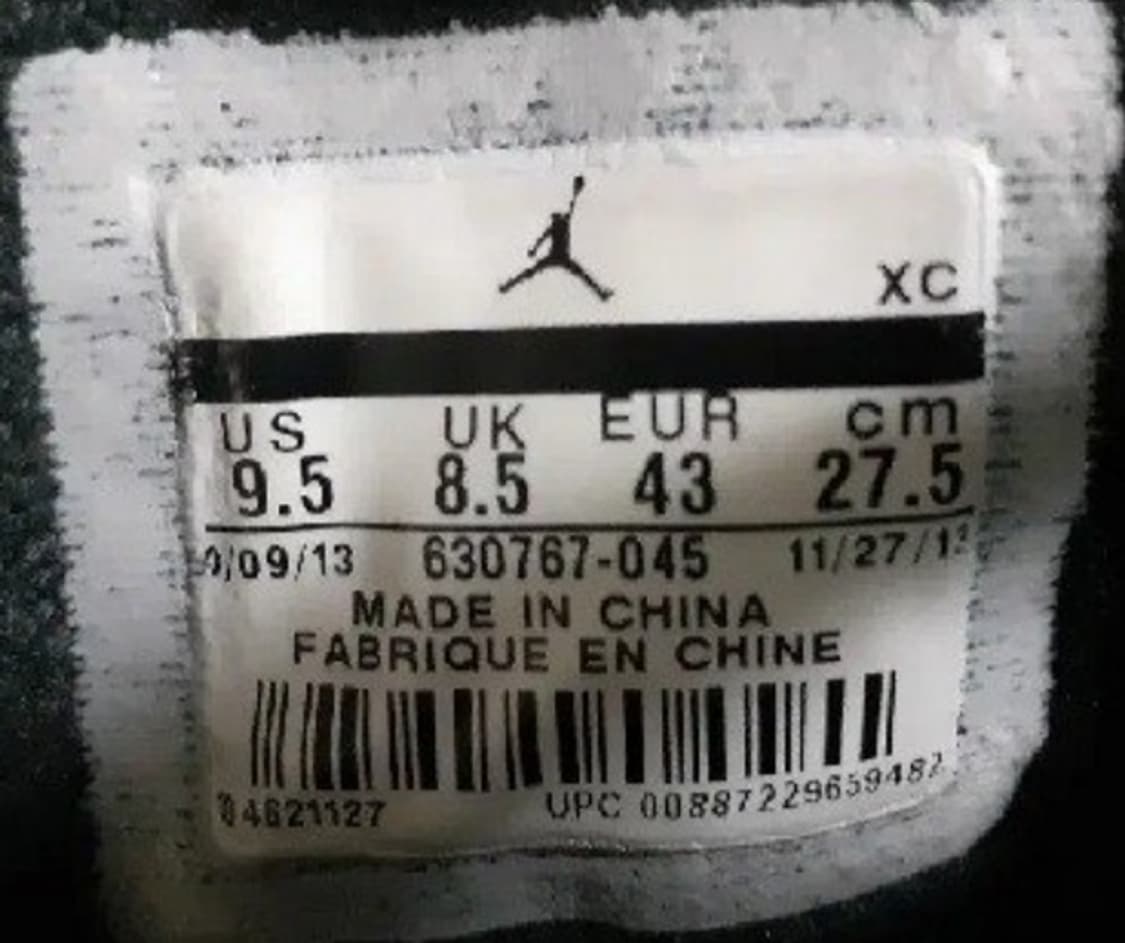 XC
US UK EUR cm
9.5 8.5 43 27.5
630767-045
MADE IN CHINA
FABRIQUE EN CHINE
UPC 00887229659482